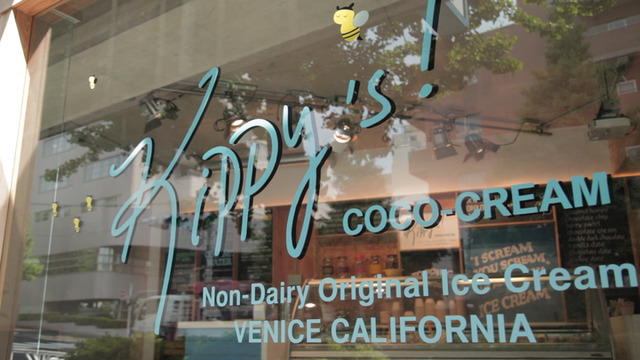 Kippy's!
COCO-CREAM
Non-Dairy Original Ice Cream
VENICE CALIFORNIA
I SCREAM,
YOU SCREAM,
ICE CREAM!